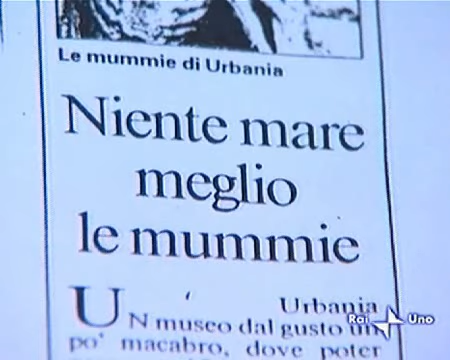 Le mummie di Urbania
Niente mare
meglio
le mummie
Urbania
UN museo dal gusto un
po' macabro, dove poter
Rai Uno